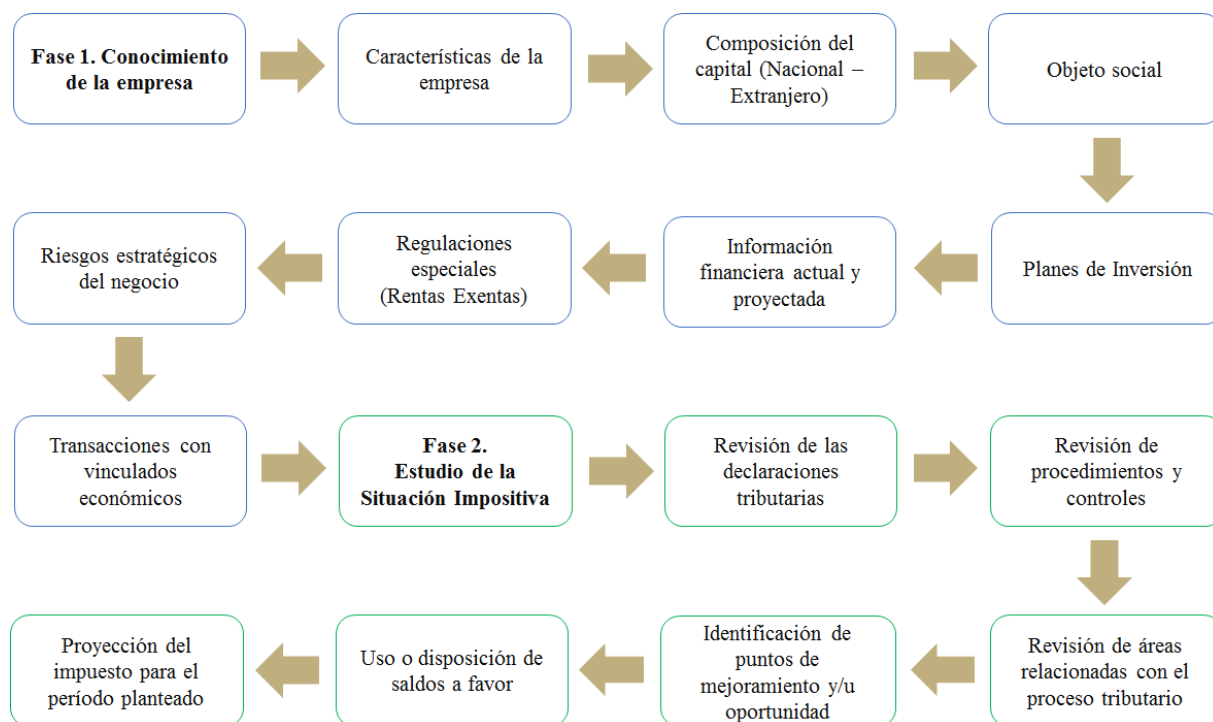 Fase 1. Conocimiento
de la empresa
Características de la
empresa
Composición del
capital (Nacional –
Extranjero)
Objeto social
Planes de Inversión
Información
financiera actual y
proyectada
Regulaciones
especiales
(Rentas Exentas)
Riesgos estratégicos
del negocio
Transacciones con
vinculados
económicos
Fase 2.
Estudio de la
Situación Impositiva
Revisión de las
declaraciones
tributarias
Revisión de
procedimientos y
controles
Revisión de áreas
relacionadas con el
proceso tributario
Identificación de
puntos de
mejoramiento y/u
oportunidad
Uso o disposición de
saldos a favor
Proyección del
impuesto para el
período planteado